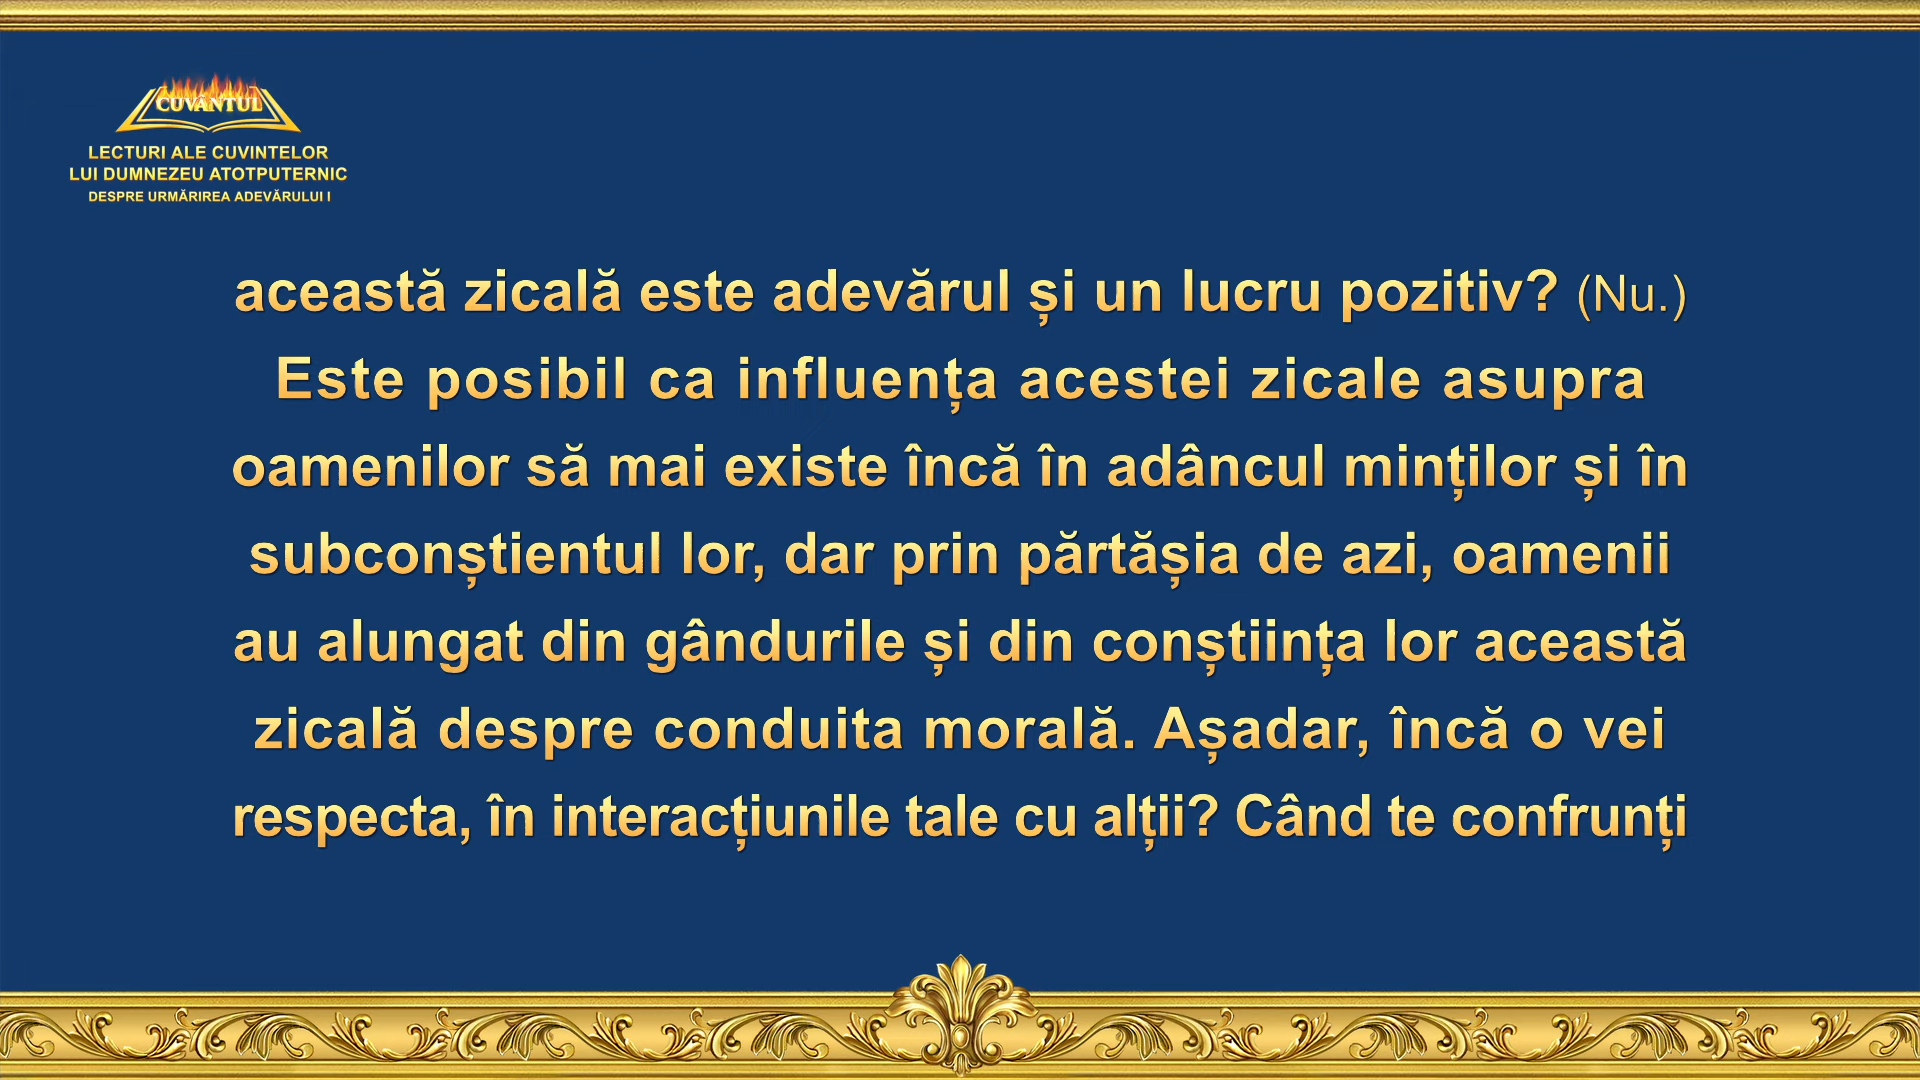 CUVÂNTUL
LECTURI ALE CUVINTELOR
LUI DUMNEZEU ATOTPUTERNIC
DESPRE URMĂRIREA ADEVĂRULUI I
această zicală este adevărul și un lucru pozitiv? (Nu.)
Este posibil ca influența acestei zicale asupra
oamenilor să mai existe încă în adâncul minților și în
subconștientul lor, dar prin părtășia de azi, oamenii
au alungat din gândurile și din conștiința lor această
zicală despre conduita morală. Așadar, încă o vei
respecta, în interacțiunile tale cu alții? Când te confrunți